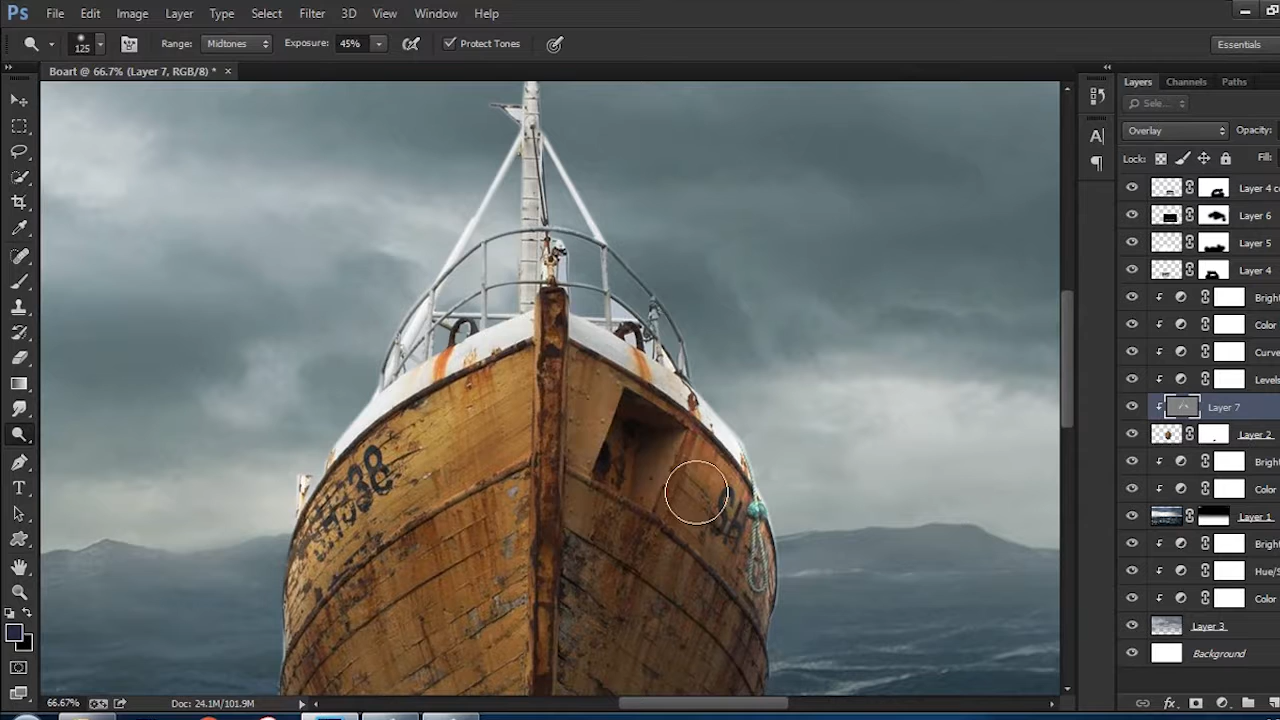 Ps File Edit Image Layer Type Select Filter 3D View Window Help
125 Range: Midtones Exposure: 45% Protect Tones Essentials
Boart @ 66.7% (Layer 7, RGB/8) * ×
Layers Channels Paths
Sele...
Overlay Opacity:
Lock: Fill:
Layer 4 c
Layer 6
Layer 5
Layer 4
Bright
Color
Curve
Levels
Layer 7
Layer 2
Bright
Color
Layer 1
Bright
Hue/S
Color
Layer 3
Background
38
66.67% Doc: 24.1M/101.9M